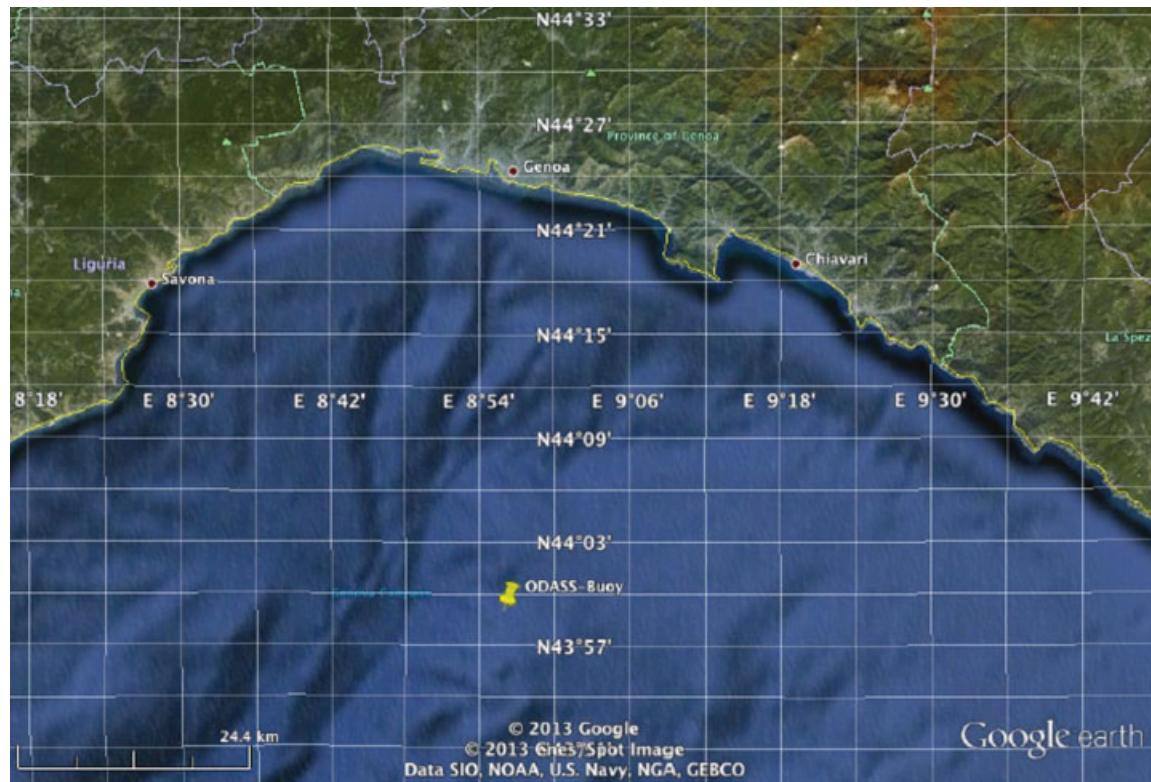 N44°33'
N44°27'
Province of Genoa
Genoa
N44°21'
Liguria
Savona
Chiavari
N44°15'
La Spez
8°18'
E 8°30'
E 8°42'
E 8°54'
E 9°06'
E 9°18'
E 9°30'
E 9°42'
N44°09'
N44°03'
ODASS-Buoy
N43°57'
24.4 km
© 2013 Google
© 2013 Cnes/Spot Image
Data SIO, NOAA, U.S. Navy, NGA, GEBCO
Google earth